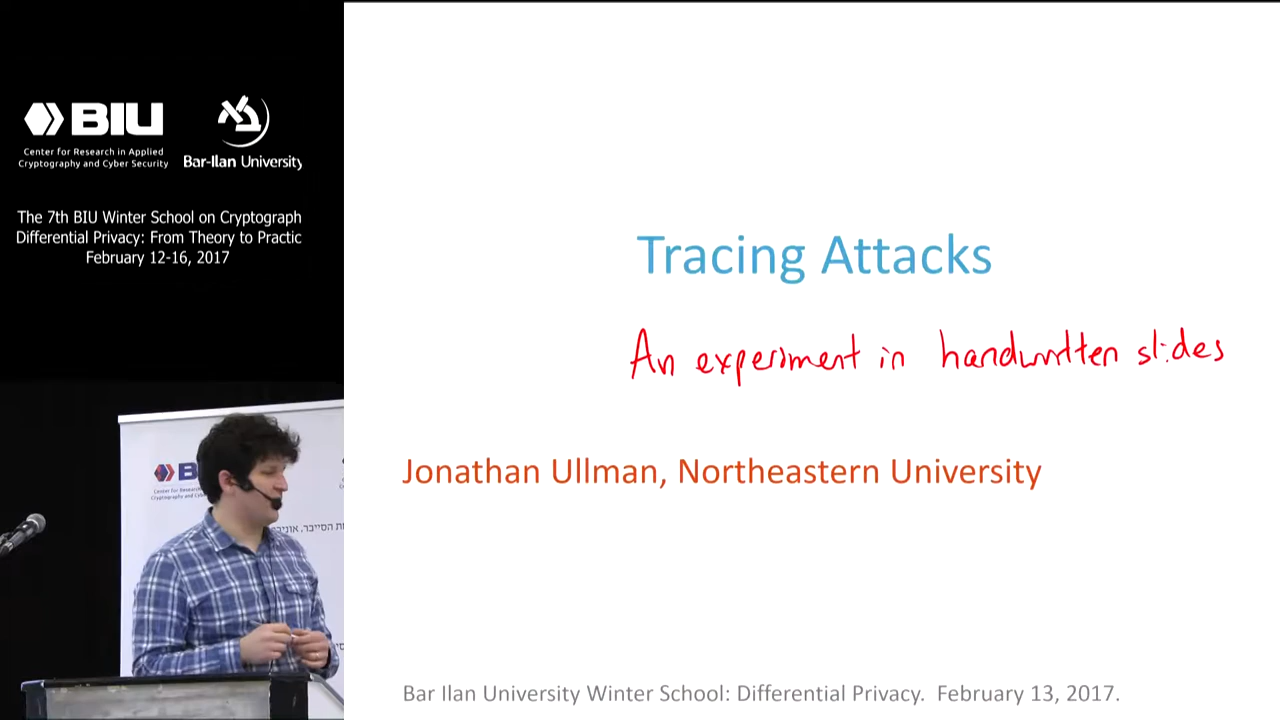 BIU
Center for Research in Applied
Cryptography and Cyber Security
Bar-Ilan University
The 7th BIU Winter School on Cryptograph
Differential Privacy: From Theory to Practic
February 12-16, 2017
Tracing Attacks
An experiment in handwritten slides
Jonathan Ullman, Northeastern University
Bar Ilan University Winter School: Differential Privacy. February 13, 2017.